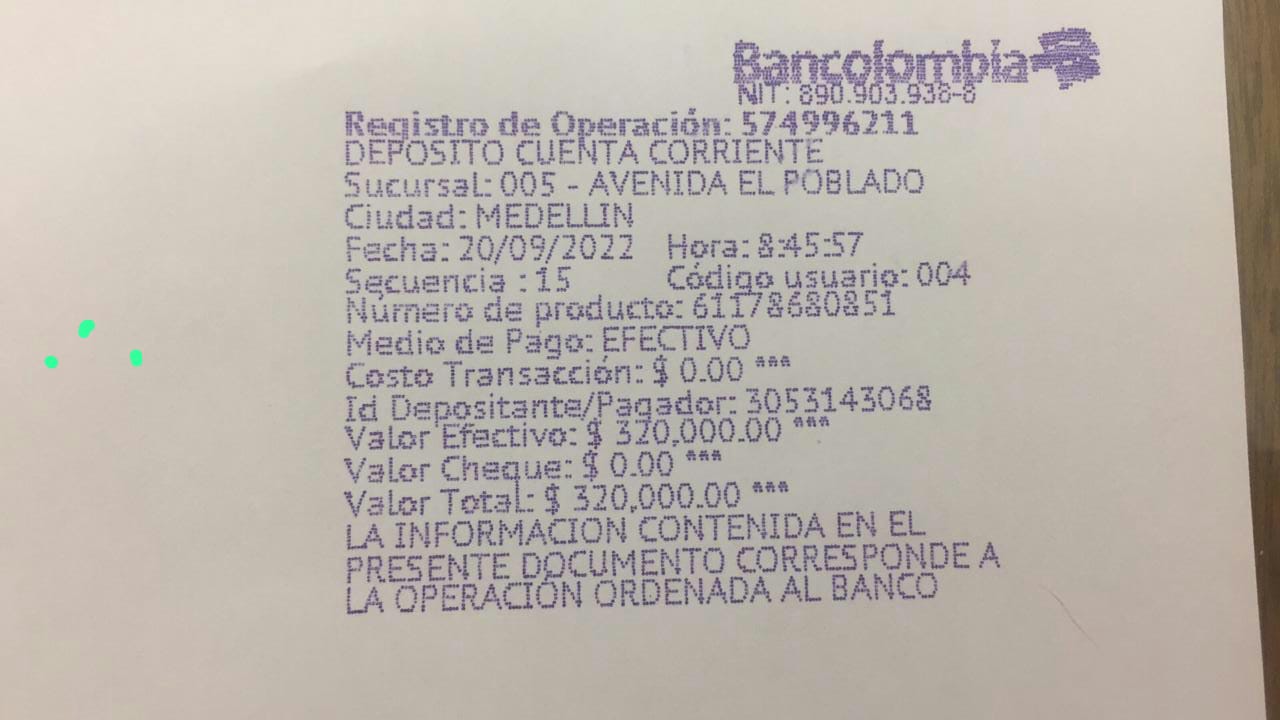 Bancolombia
NIT: 890.903.938-8
Registro de Operación: 574996211
DEPOSITO CUENTA CORRIENTE
Sucursal: 005 - AVENIDA EL POBLADO
Ciudad: MEDELLIN
Fecha: 20/09/2022 Hora: 8:45:57
Secuencia : 15 Código usuario: 004
Número de producto: 61178680851
Medio de Pago: EFECTIVO
Costo Transacción: $ 0.00 ***
Id Depositante/Pagador: 3053143068
Valor Efectivo: $ 320,000.00 ***
Valor Cheque: $ 0.00 ***
Valor Total: $ 320,000.00 ***
LA INFORMACION CONTENIDA EN EL
PRESENTE DOCUMENTO CORRESPONDE A
LA OPERACIÓN ORDENADA AL BANCO